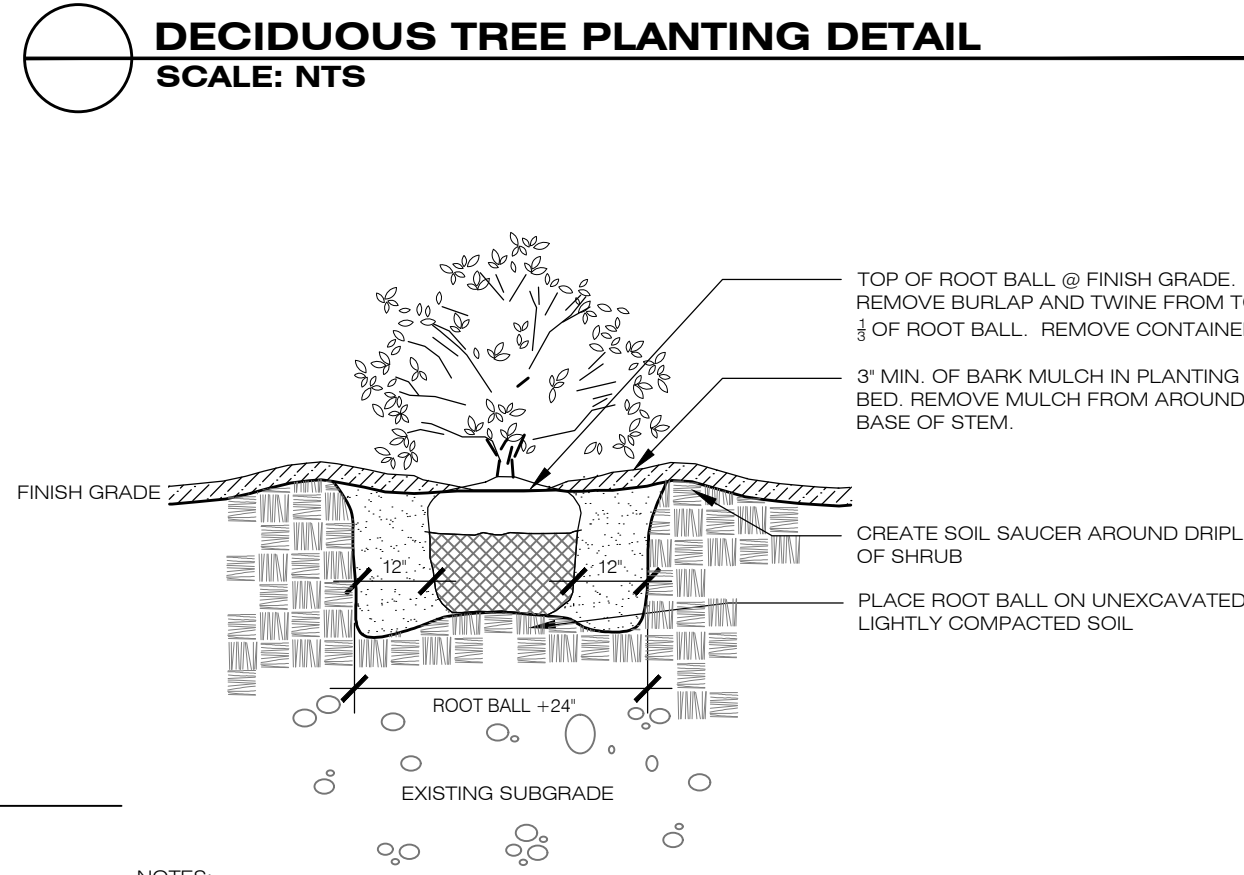 DECIDUOUS TREE PLANTING DETAIL
SCALE: NTS
TOP OF ROOT BALL @ FINISH GRADE.
REMOVE BURLAP AND TWINE FROM
1/3 OF ROOT BALL. REMOVE
3" MIN. OF BARK MULCH IN PLANTING
BED. REMOVE MULCH FROM AROUND
BASE OF STEM.
FINISH GRADE
CREATE SOIL SAUCER AROUND
OF SHRUB
12"
12"
PLACE ROOT BALL ON UNEXCAVATED
LIGHTLY COMPACTED SOIL
ROOT BALL +24"
EXISTING SUBGRADE
NOTES: